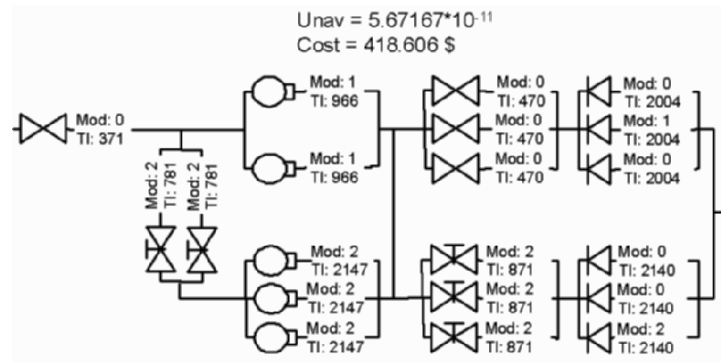 Unav = 5.67167*10-11
Cost = 418.606 $
Mod: 0
TI: 371
Mod: 2
TI: 781
Mod: 2
TI: 781
Mod: 1
TI: 966
Mod: 1
TI: 966
Mod: 0
TI: 470
Mod: 0
TI: 470
Mod: 0
TI: 470
Mod: 0
TI: 2004
Mod: 1
TI: 2004
Mod: 0
TI: 2004
Mod: 2
TI: 2147
Mod: 2
TI: 2147
Mod: 2
TI: 2147
Mod: 2
TI: 871
Mod: 2
TI: 871
Mod: 2
TI: 871
Mod: 0
TI: 2140
Mod: 0
TI: 2140
Mod: 2
TI: 2140